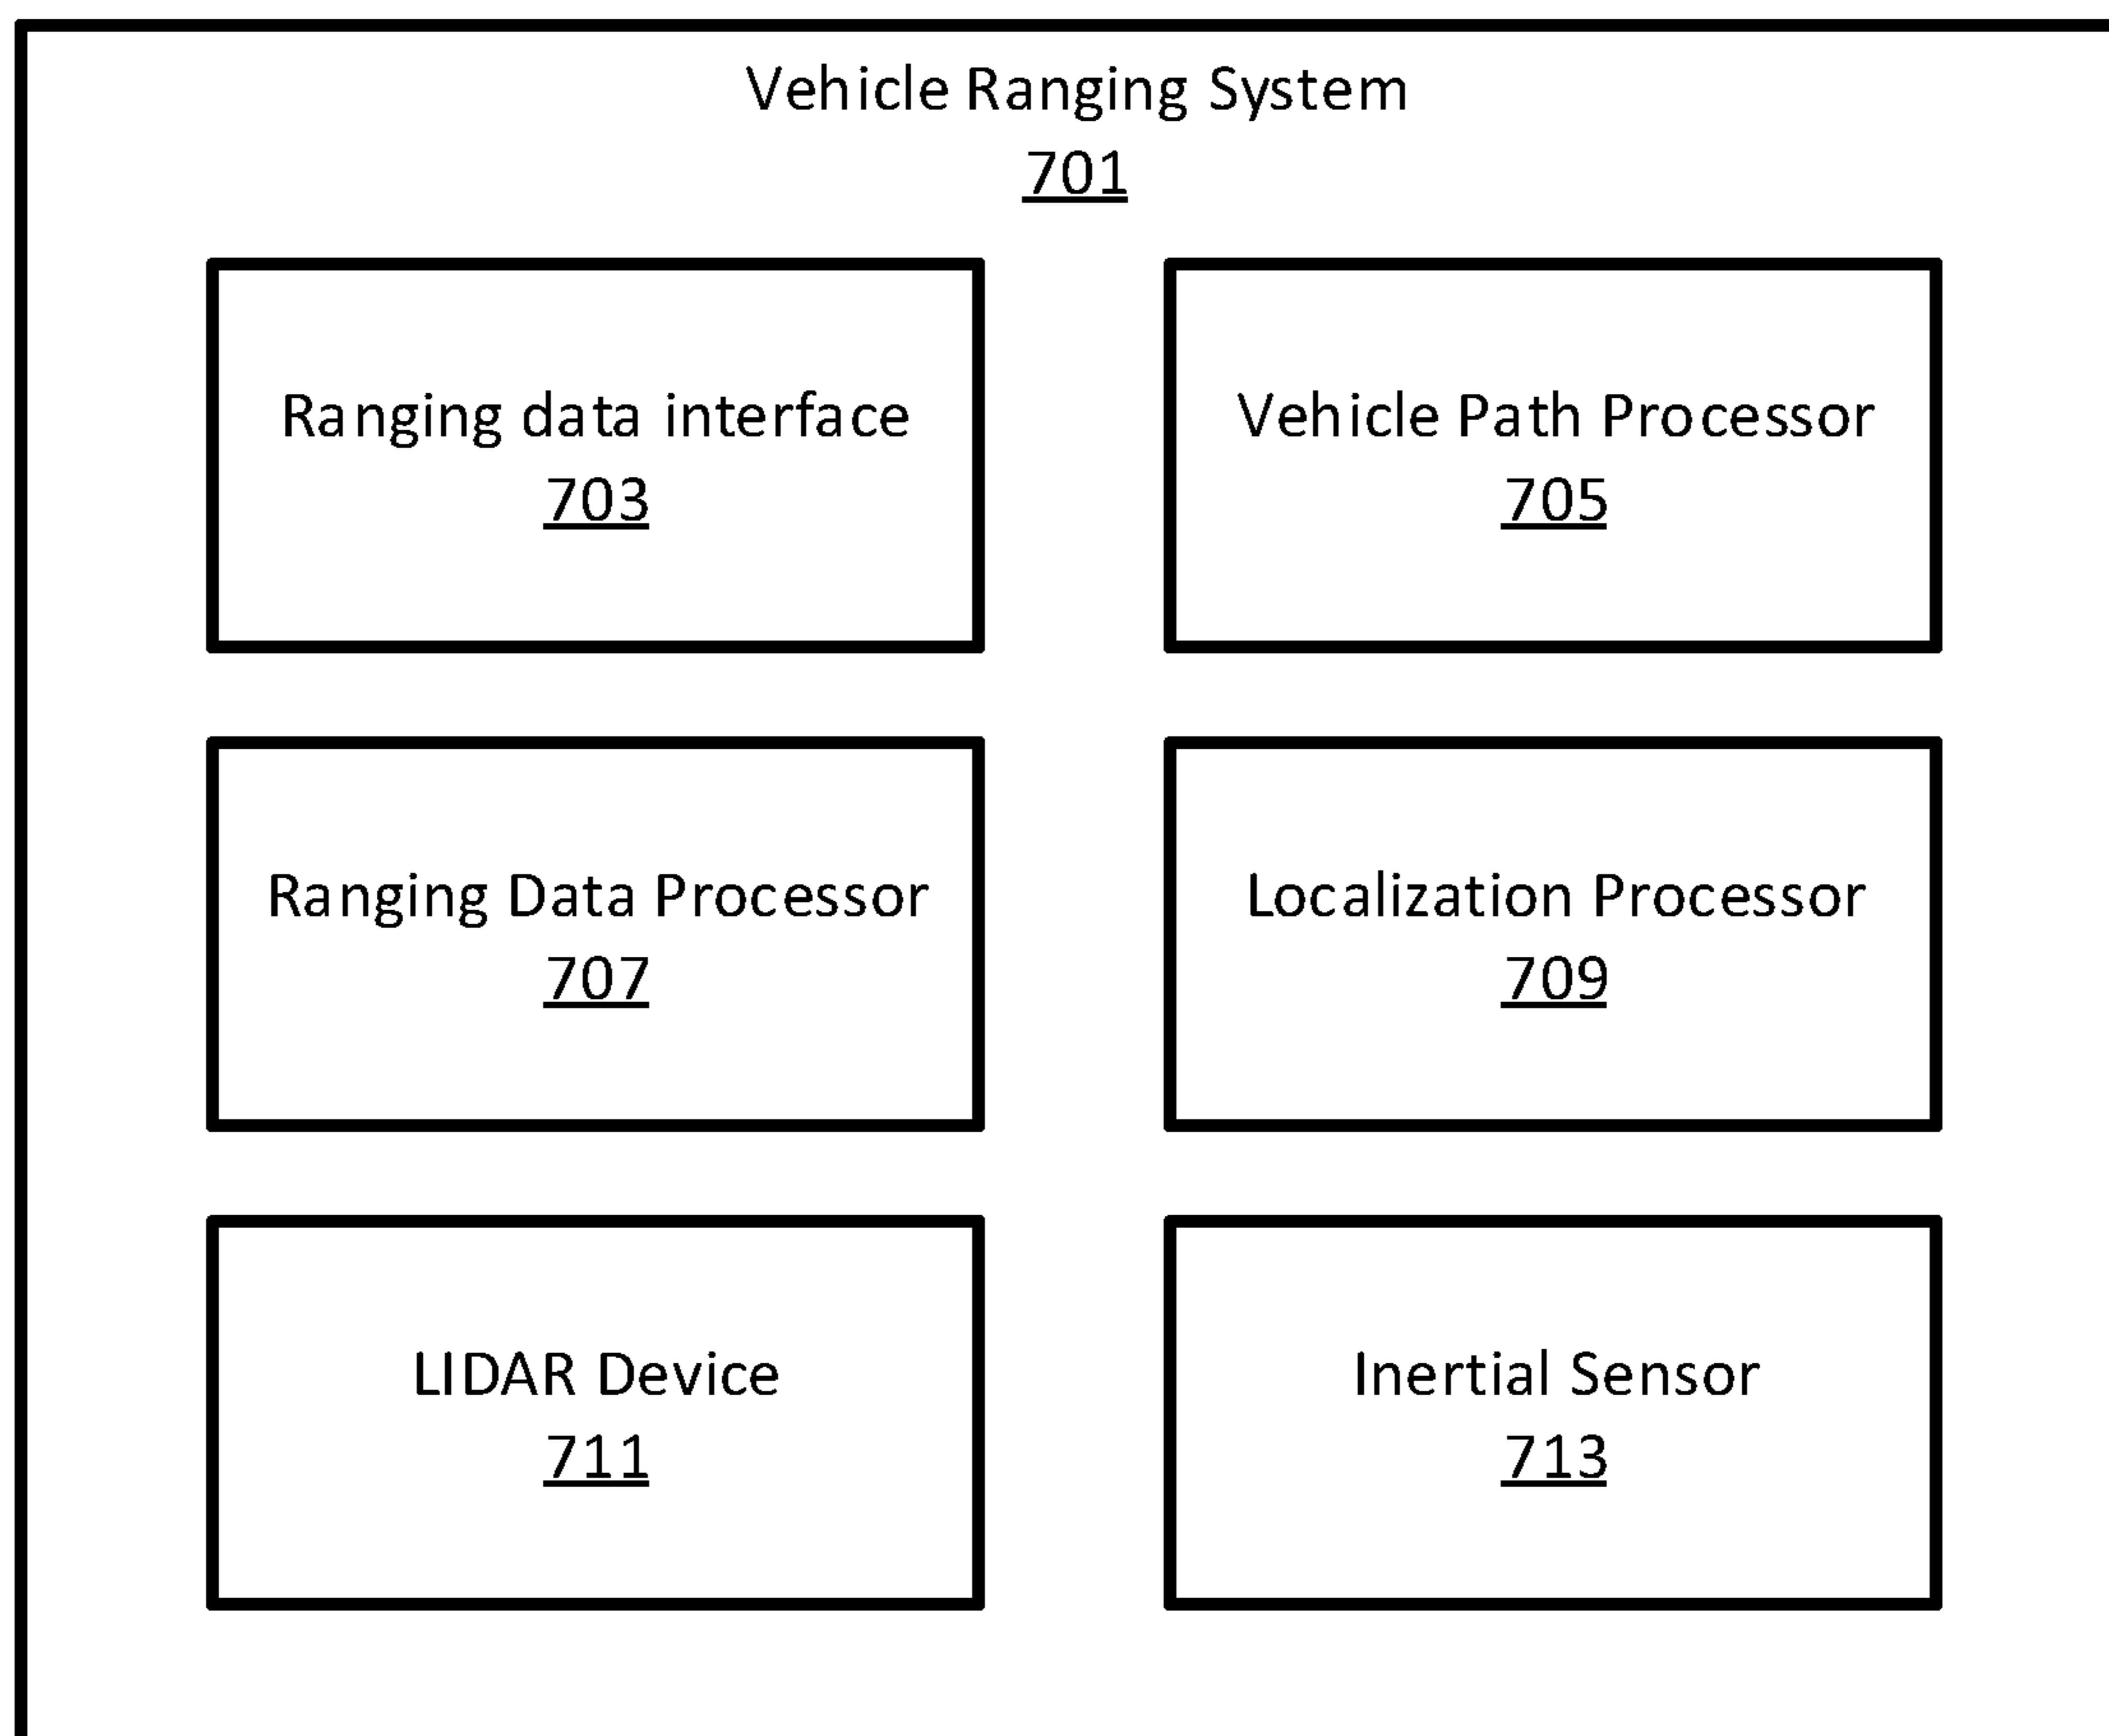 Vehicle Ranging System
701
Ranging data interface
703
Vehicle Path Processor
705
Ranging Data Processor
707
Localization Processor
709
LIDAR Device
711
Inertial Sensor
713